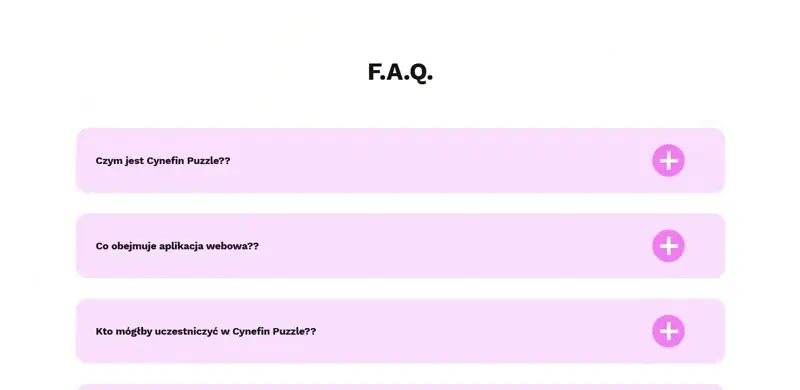 F.A.Q.
Czym jest Cynefin Puzzle??
Co obejmuje aplikacja webowa??
Kto mógłby uczestniczyć w Cynefin Puzzle??